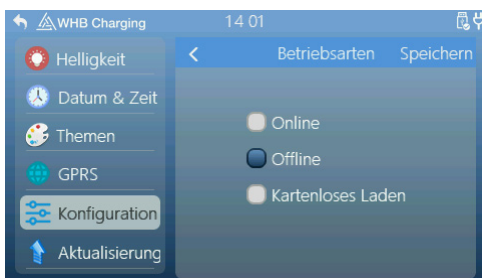 WHB Charging 14 01
Helligkeit
Datum & Zeit
Themen
GPRS
Konfiguration
Aktualisierung
Betriebsarten Speichern
Online
Offline
Kartenloses Laden